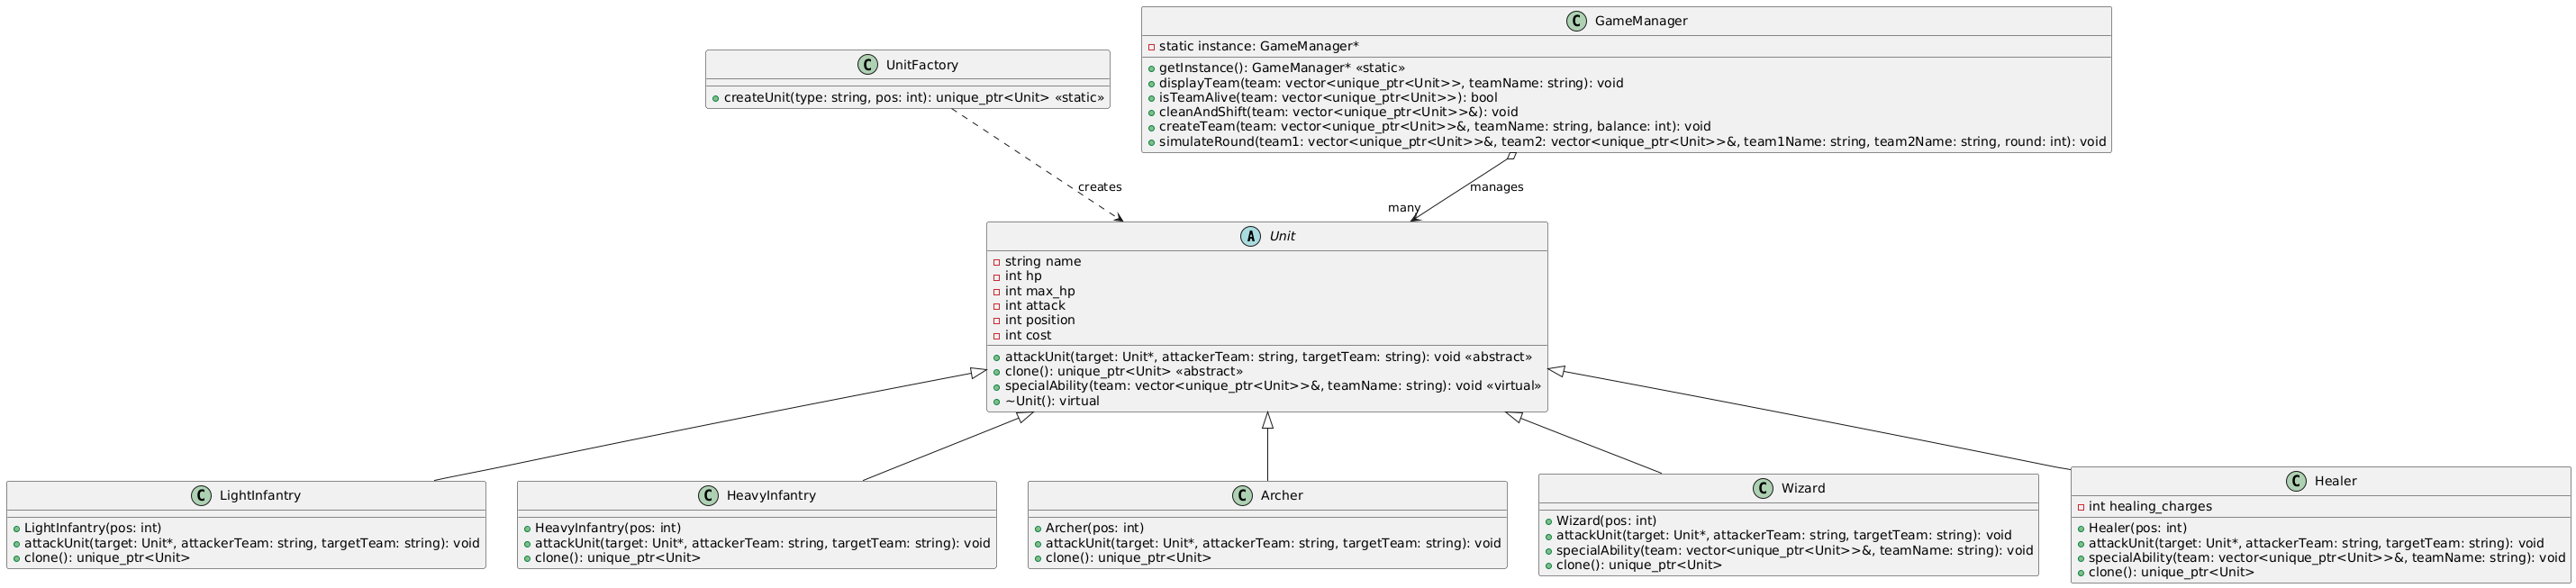 C GameManager
static instance: GameManager*
getInstance(): GameManager* «static»
displayTeam(team: vector<unique_ptr<Unit>>, teamName: string): void
isTeamAlive(team: vector<unique_ptr<Unit>>): bool
cleanAndShift(team: vector<unique_ptr<Unit>>&): void
createTeam(team: vector<unique_ptr<Unit>>&, teamName: string, balance: int): void
simulateRound(team1: vector<unique_ptr<Unit>>&, team2: vector<unique_ptr<Unit>>&, team1Name: string, team2Name: string, round: int): void
C UnitFactory
createUnit(type: string, pos: int): unique_ptr<Unit> «static»
creates
manages
many
A Unit
string name
int hp
int max_hp
int attack
int position
int cost
attackUnit(target: Unit*, attackerTeam: string, targetTeam: string): void «abstract»
clone(): unique_ptr<Unit> «abstract»
specialAbility(team: vector<unique_ptr<Unit>>&, teamName: string): void «virtual»
~Unit(): virtual
C LightInfantry
LightInfantry(pos: int)
attackUnit(target: Unit*, attackerTeam: string, targetTeam: string): void
clone(): unique_ptr<Unit>
C HeavyInfantry
HeavyInfantry(pos: int)
attackUnit(target: Unit*, attackerTeam: string, targetTeam: string): void
clone(): unique_ptr<Unit>
C Archer
Archer(pos: int)
attackUnit(target: Unit*, attackerTeam: string, targetTeam: string): void
clone(): unique_ptr<Unit>
C Wizard
Wizard(pos: int)
attackUnit(target: Unit*, attackerTeam: string, targetTeam: string): void
specialAbility(team: vector<unique_ptr<Unit>>&, teamName: string): void
clone(): unique_ptr<Unit>
C Healer
int healing_charges
Healer(pos: int)
attackUnit(target: Unit*, attackerTeam: string, targetTeam: string): void
specialAbility(team: vector<unique_ptr<Unit>>&, teamName: string): void
clone(): unique_ptr<Unit>